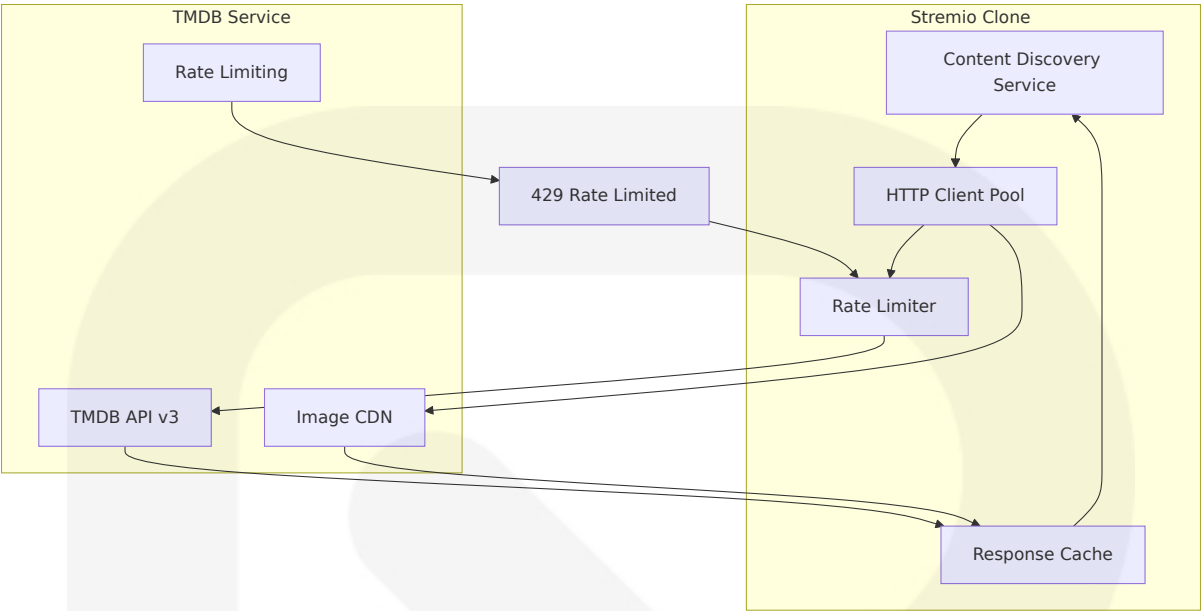 TMDB Service
Stremio Clone
Rate Limiting
Content Discovery
Service
429 Rate Limited
HTTP Client Pool
Rate Limiter
TMDB API v3
Image CDN
Response Cache